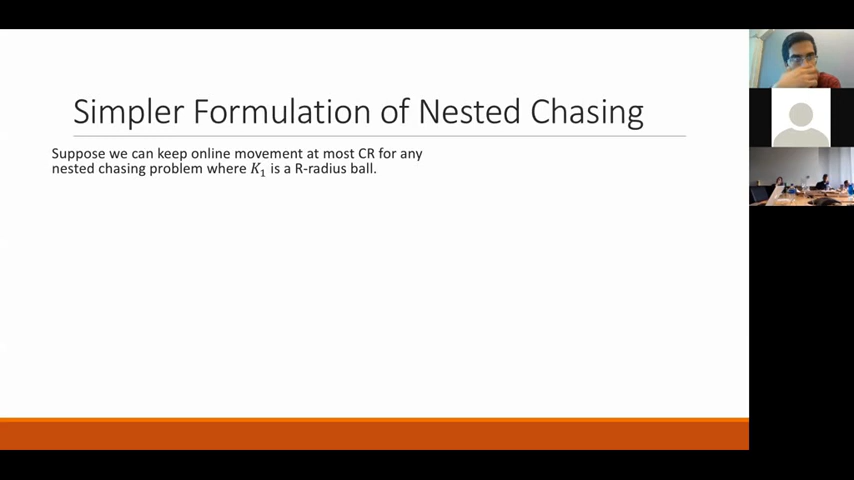 Simpler Formulation of Nested Chasing
Suppose we can keep online movement at most CR for any
nested chasing problem where K₁ is a R-radius ball.